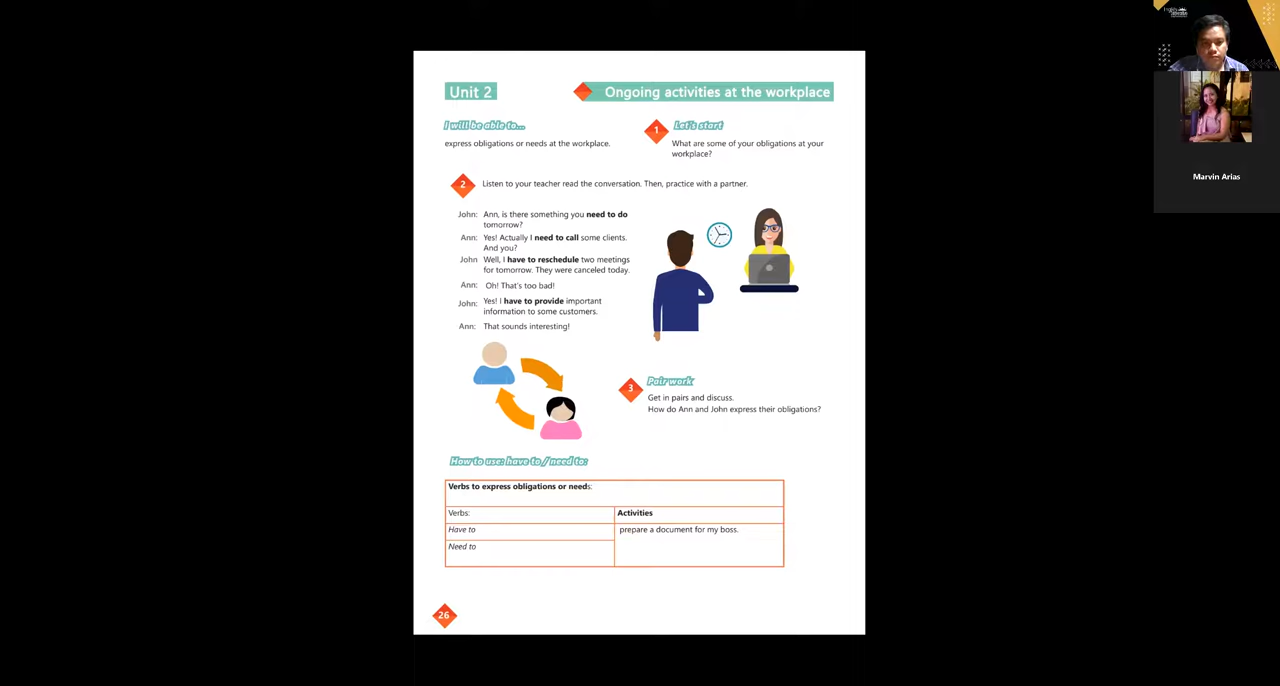 Unit 2
Ongoing activities at the workplace
I will be able to...
express obligations or needs at the workplace.
1
Let's start
What are some of your obligations at your
workplace?
2
Listen to your teacher read the conversation. Then, practice with a partner.
John: Ann, is there something you need to do
tomorrow?
Ann: Yes! Actually I need to call some clients.
And you?
John Well, I have to reschedule two meetings
for tomorrow. They were canceled today.
Ann: Oh! That's too bad!
John: Yes! I have to provide important
information to some customers.
Ann: That sounds interesting!
3
Pair work
Get in pairs and discuss.
How do Ann and John express their obligations?
How to use: have to / need to:
Verbs to express obligations or needs:
Verbs:
Activities
Have to
prepare a document for my boss.
Need to
26
Marvin Arias